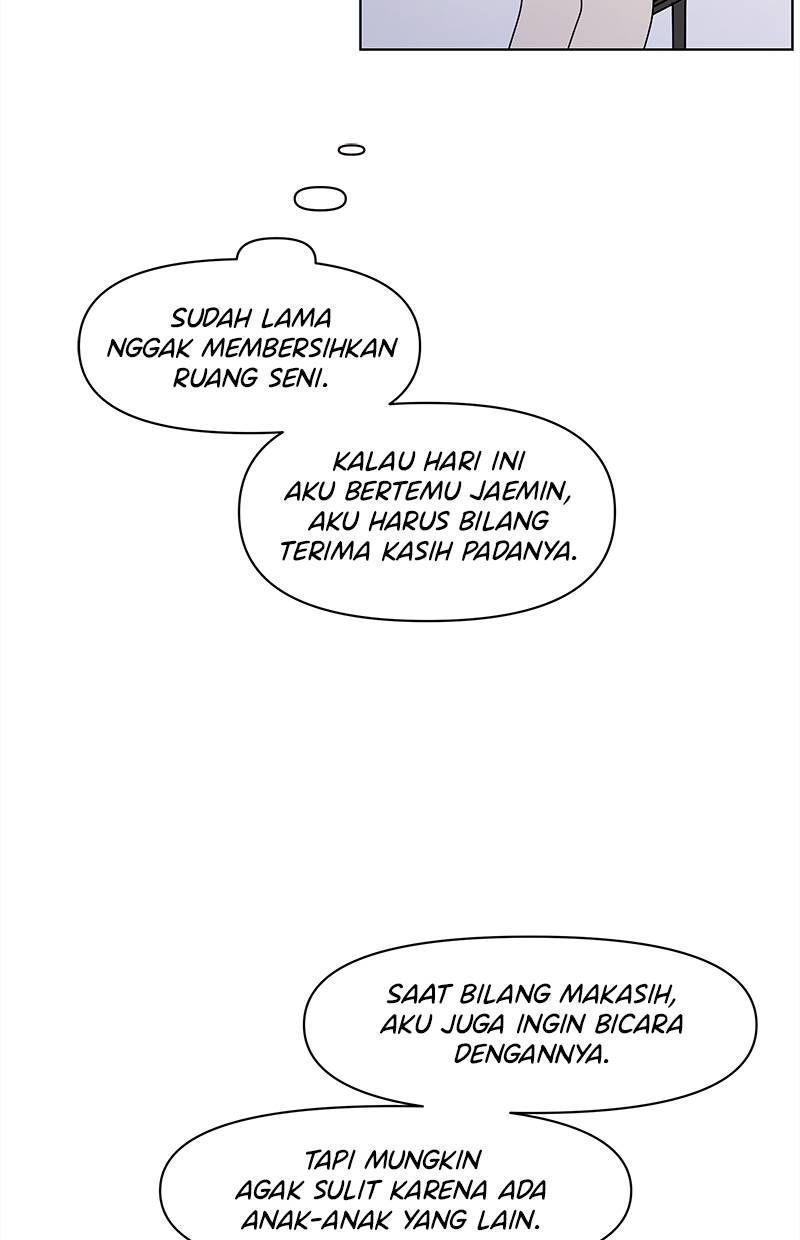 SUDAH LAMA
NGGAK MEMBERSIHKAN
RUANG SENI.
KALAU HARI INI
AKU BERTEMU JAEMIN,
AKU HARUS BILANG
TERIMA KASIH PADANYA.
SAAT BILANG MAKASIH,
AKU JUGA INGIN BICARA
DENGANNYA.
TAPI MUNGKIN
AGAK SULIT KARENA ADA
ANAK-ANAK YANG LAIN.